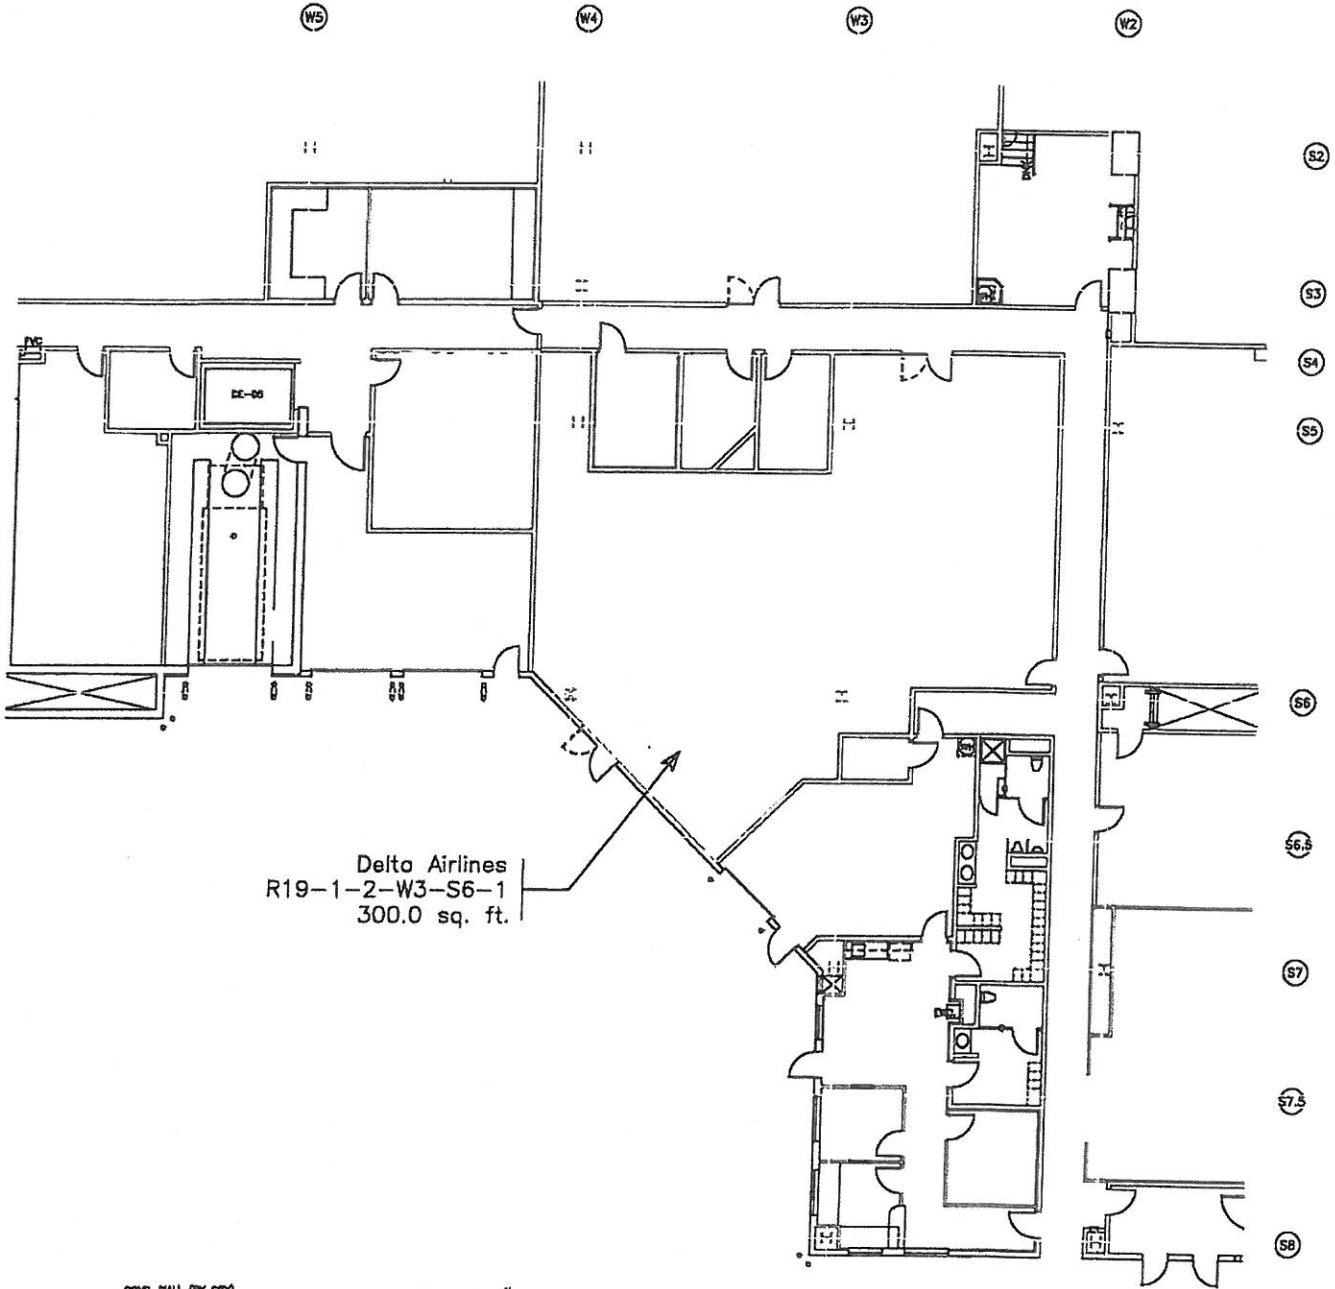 W5
W4
W3
W2
S2
S3
S4
S5
S6
Delta Airlines
R19-1-2-W3-S6-1
300.0 sq. ft.
S6.5
S7
S7.5
S8